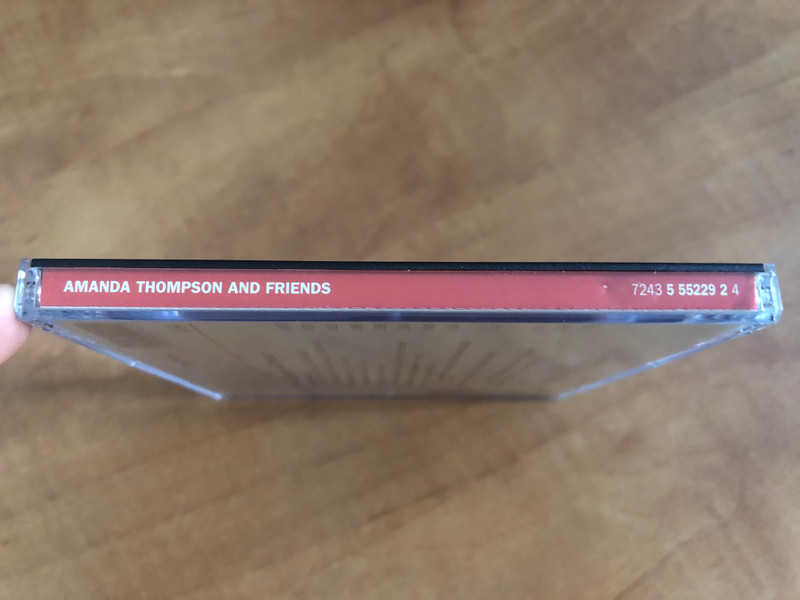 AMANDA THOMPSON AND FRIENDS
7243 5 55229 2 4